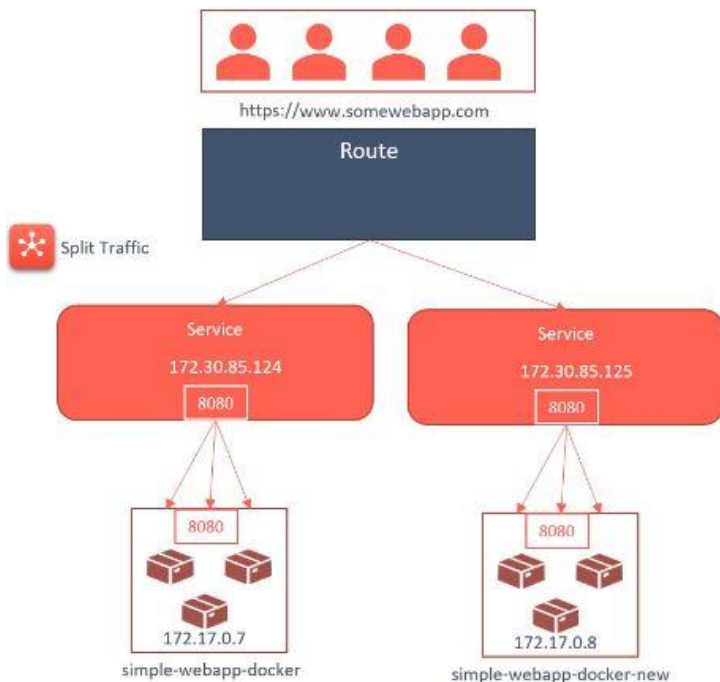 https://www.somewebapp.com
Route
Split Traffic
Service
172.30.85.124
8080
Service
172.30.85.125
8080
8080
172.17.0.7
simple-webapp-docker
8080
172.17.0.8
simple-webapp-docker-new